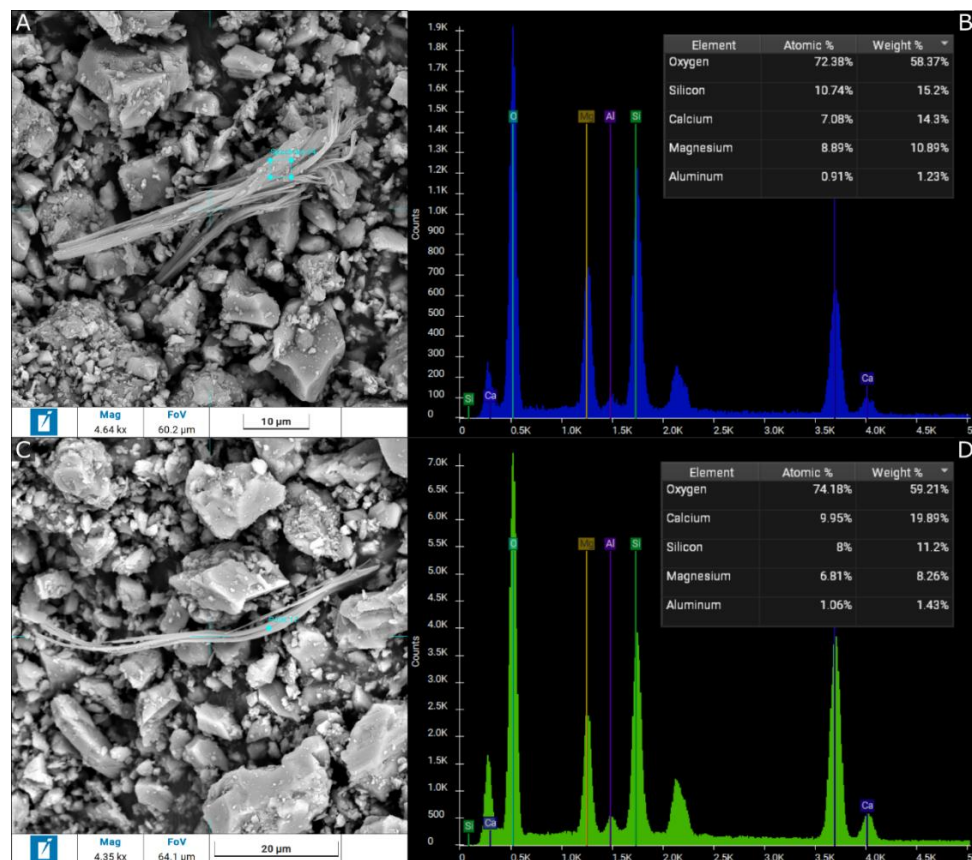 A
Mag
FoV
4.64 kx
60.2 µm
10 µm
B
1.9K
1.8K
1.7K
1.6K
1.5K
1.4K
1.3K
1.2K
1.1K
1.0K
900
800
700
600
500
400
300
200
100
0
Counts
Element Atomic % Weight %
Oxygen 72.38% 58.37%
Silicon 10.74% 15.2%
Calcium 7.08% 14.3%
Magnesium 8.89% 10.89%
Aluminum 0.91% 1.23%
O
Mg
Al
Si
Si
Ca
Ca
0 0.5K 1.0K 1.5K 2.0K 2.5K 3.0K 3.5K 4.0K 4.5K 5
C
Mag
FoV
4.35 kx
64.1 µm
20 µm
D
7.0K
6.5K
6.0K
5.5K
5.0K
4.5K
4.0K
3.5K
3.0K
2.5K
2.0K
1.5K
1.0K
500
0
Counts
Element Atomic % Weight %
Oxygen 74.18% 59.21%
Calcium 9.95% 19.89%
Silicon 8% 11.2%
Magnesium 6.81% 8.26%
Aluminum 1.06% 1.43%
O
Mg
Al
Si
Si
Ca
Ca
0 0.5K 1.0K 1.5K 2.0K 2.5K 3.0K 3.5K 4.0K 4.5K